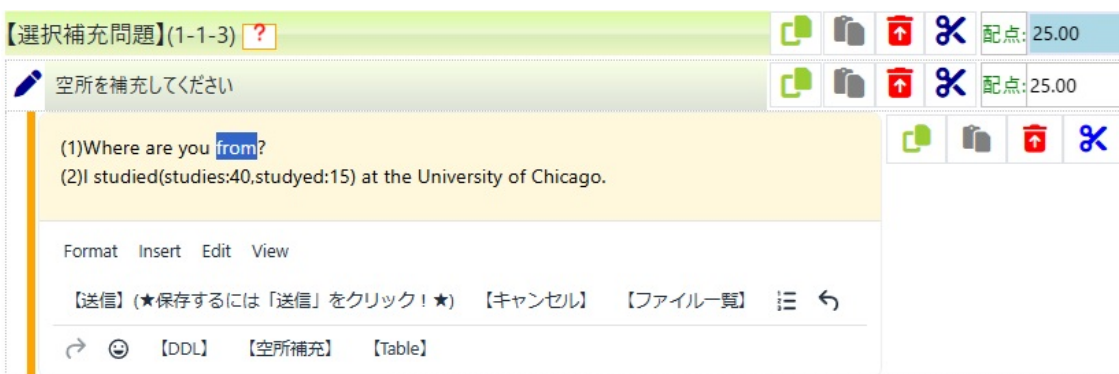 【選択補充問題】(1-1-3) ? 配点: 25.00
空所を補充してください 配点: 25.00
(1)Where are you from?
(2)I studied(studies:40,studyed:15) at the University of Chicago.
Format Insert Edit View
【送信】(★保存するには「送信」をクリック！★) 【キャンセル】 【ファイル一覧】
【DDL】 【空所補充】 【Table】